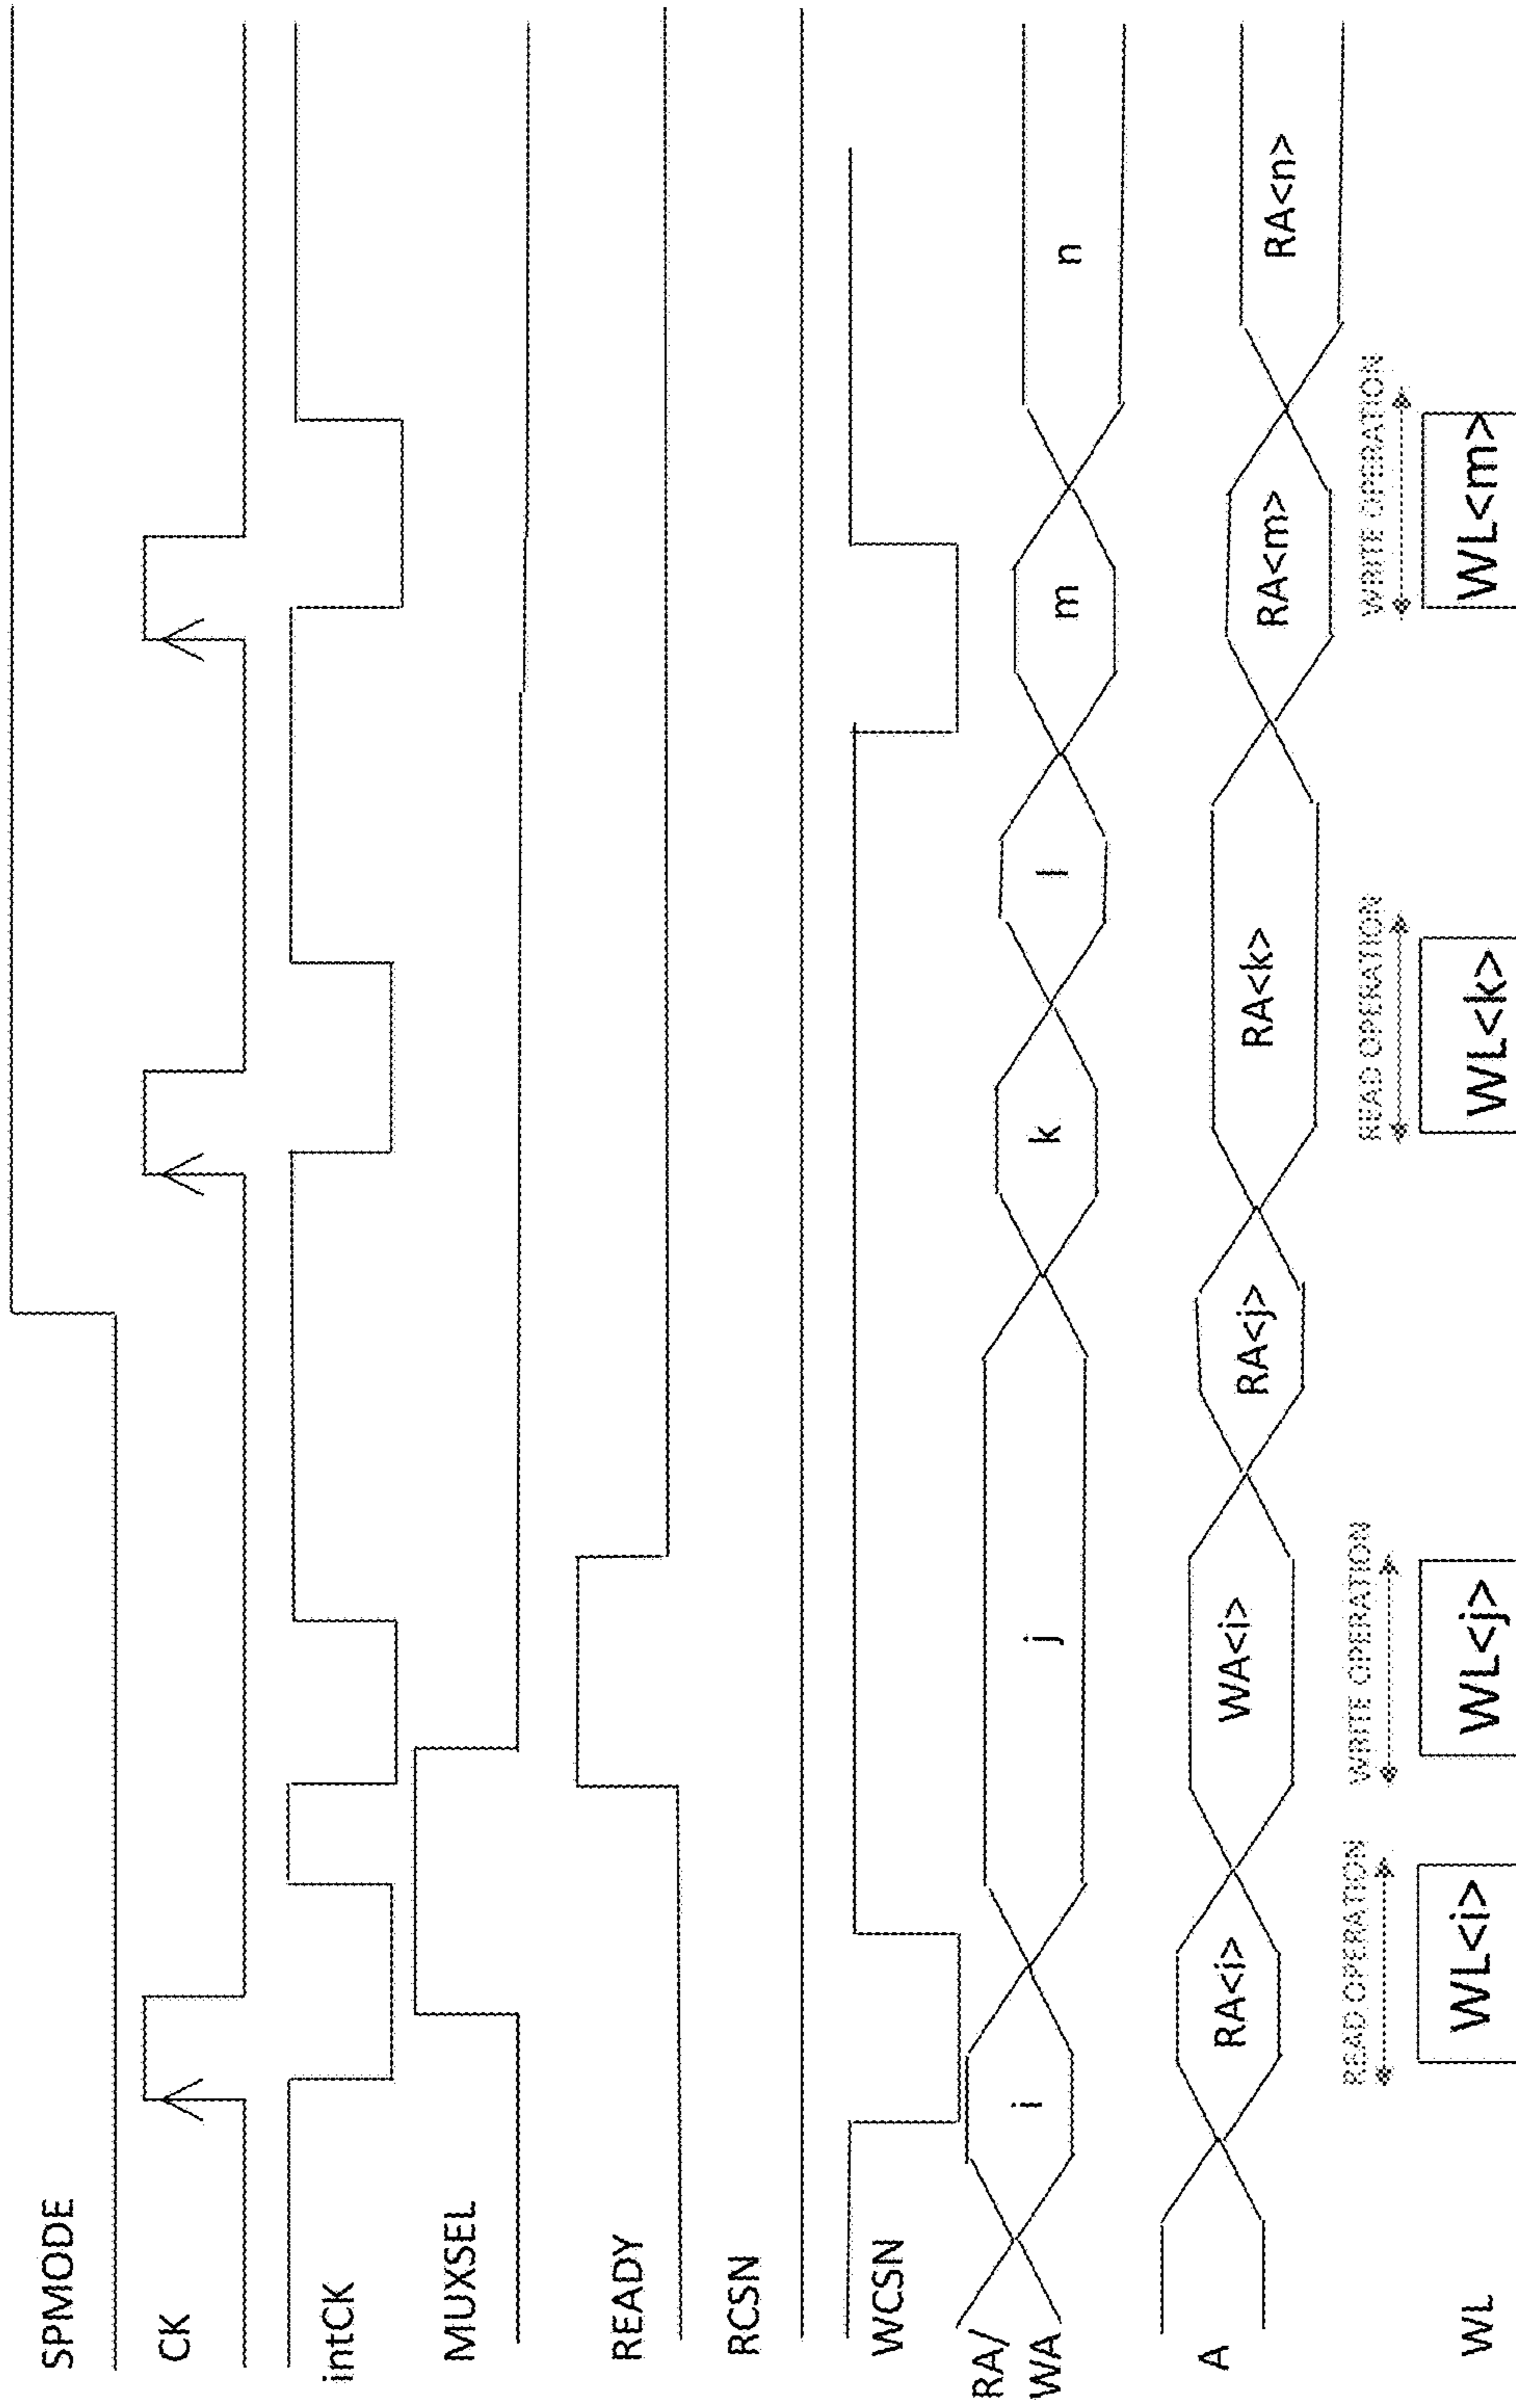 SPMODE
CK
intCK
MUXSEL
READY
RCSN
WCSN
RA/
WA
i
j
k
l
m
n
A
RA<i>
WA<i>
RA<j>
RA<k>
RA<m>
RA<n>
READ OPERATION
WRITE OPERATION
READ OPERATION
WRITE OPERATION
WL
WL<i>
WL<j>
WL<k>
WL<m>